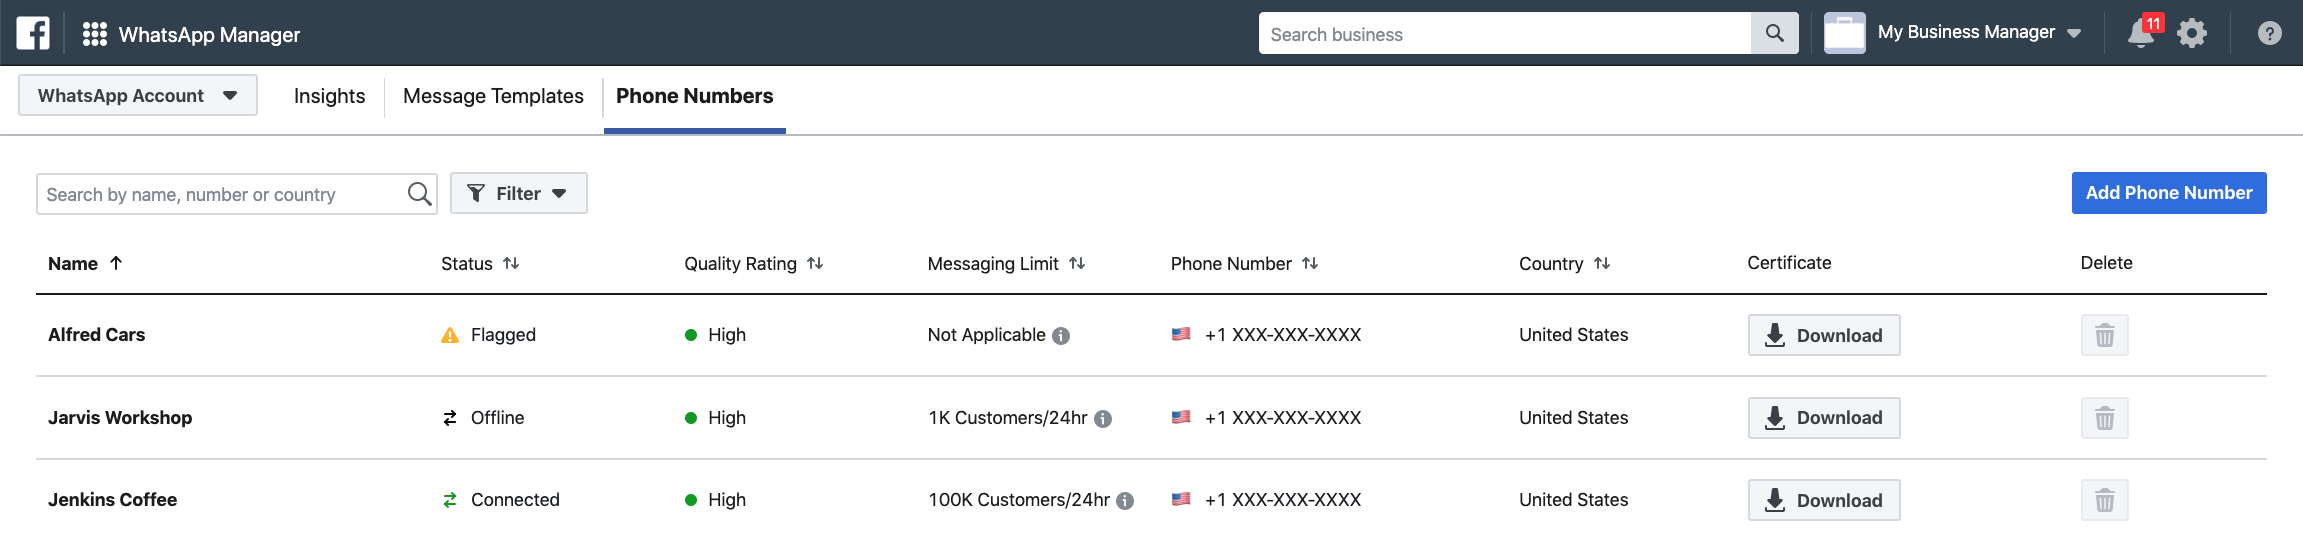 WhatsApp Manager Search business My Business Manager 11
WhatsApp Account Insights Message Templates Phone Numbers
Search by name, number or country Filter Add Phone Number
Name Status Quality Rating Messaging Limit Phone Number Country Certificate Delete
Alfred Cars Flagged High Not Applicable +1 XXX-XXX-XXXX United States Download
Jarvis Workshop Offline High 1K Customers/24hr +1 XXX-XXX-XXXX United States Download
Jenkins Coffee Connected High 100K Customers/24hr +1 XXX-XXX-XXXX United States Download